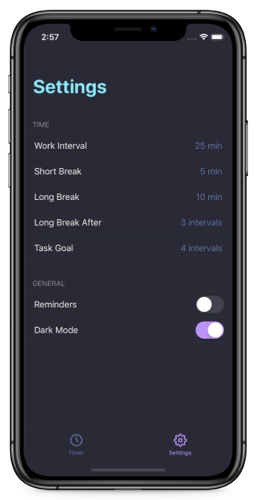 2:57
Settings
TIME
Work Interval 25 min
Short Break 5 min
Long Break 10 min
Long Break After 3 intervals
Task Goal 4 intervals
GENERAL
Reminders
Dark Mode
Timer Settings